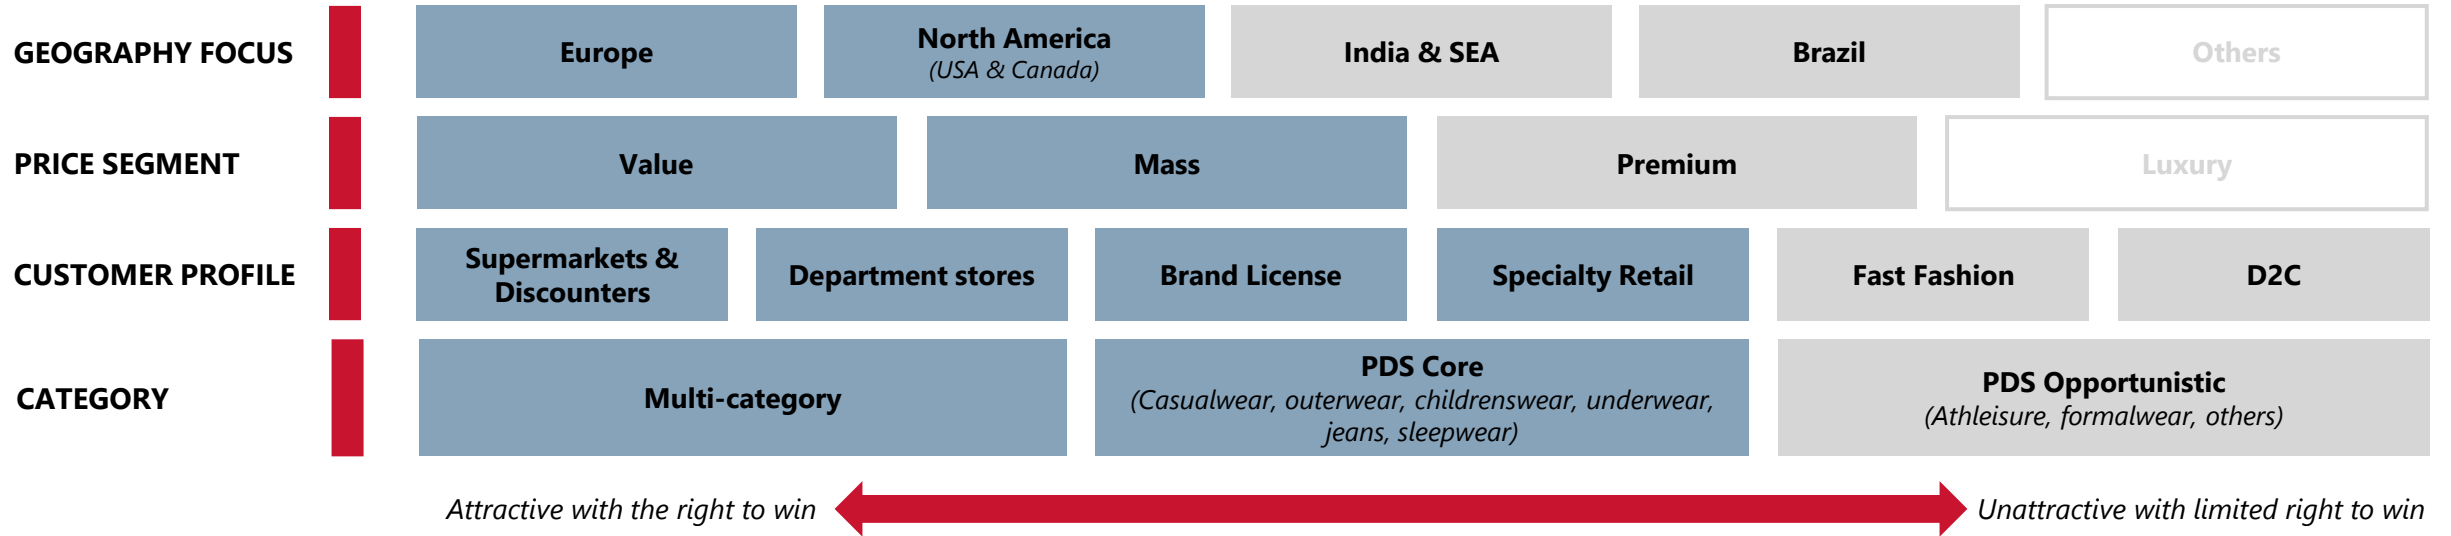 GEOGRAPHY FOCUS
Europe
North America
(USA & Canada)
India & SEA
Brazil
Others
PRICE SEGMENT
Value
Mass
Premium
Luxury
CUSTOMER PROFILE
Supermarkets &
Discounters
Department stores
Brand License
Specialty Retail
Fast Fashion
D2C
CATEGORY
Multi-category
PDS Core
(Casualwear, outerwear, childrenswear, underwear,
jeans, sleepwear)
PDS Opportunistic
(Athleisure, formalwear, others)
Attractive with the right to win
Unattractive with limited right to win